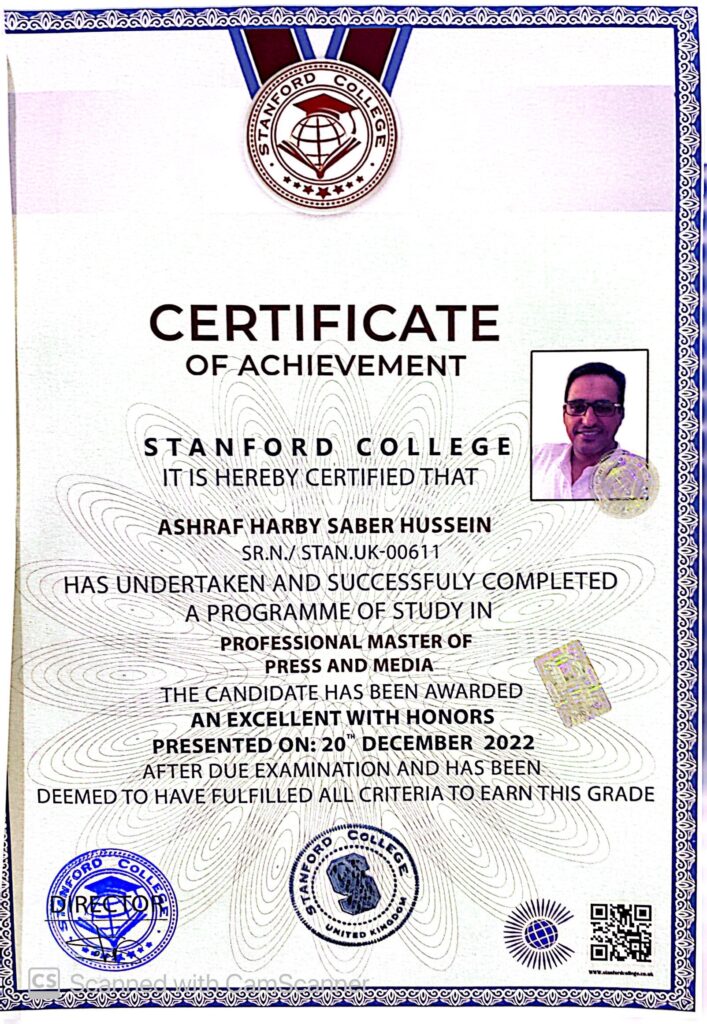 STANFORD COLLEGE
CERTIFICATE
OF ACHIEVEMENT
STANFORD COLLEGE
IT IS HEREBY CERTIFIED THAT
ASHRAF HARBY SABER HUSSEIN
SR.N./ STAN.UK-00611
HAS UNDERTAKEN AND SUCCESSFULY COMPLETED
A PROGRAMME OF STUDY IN
PROFESSIONAL MASTER OF
PRESS AND MEDIA
THE CANDIDATE HAS BEEN AWARDED
AN EXCELLENT WITH HONORS
PRESENTED ON: 20TH DECEMBER 2022
AFTER DUE EXAMINATION AND HAS BEEN
DEEMED TO HAVE FULFILLED ALL CRITERIA TO EARN THIS GRADE
STANFORD COLLEGE
DIRECTOR
STANFORD COLLEGE
UNITED KINGDOM
www.stanfordcollege.co.uk
CS Scanned with CamScanner